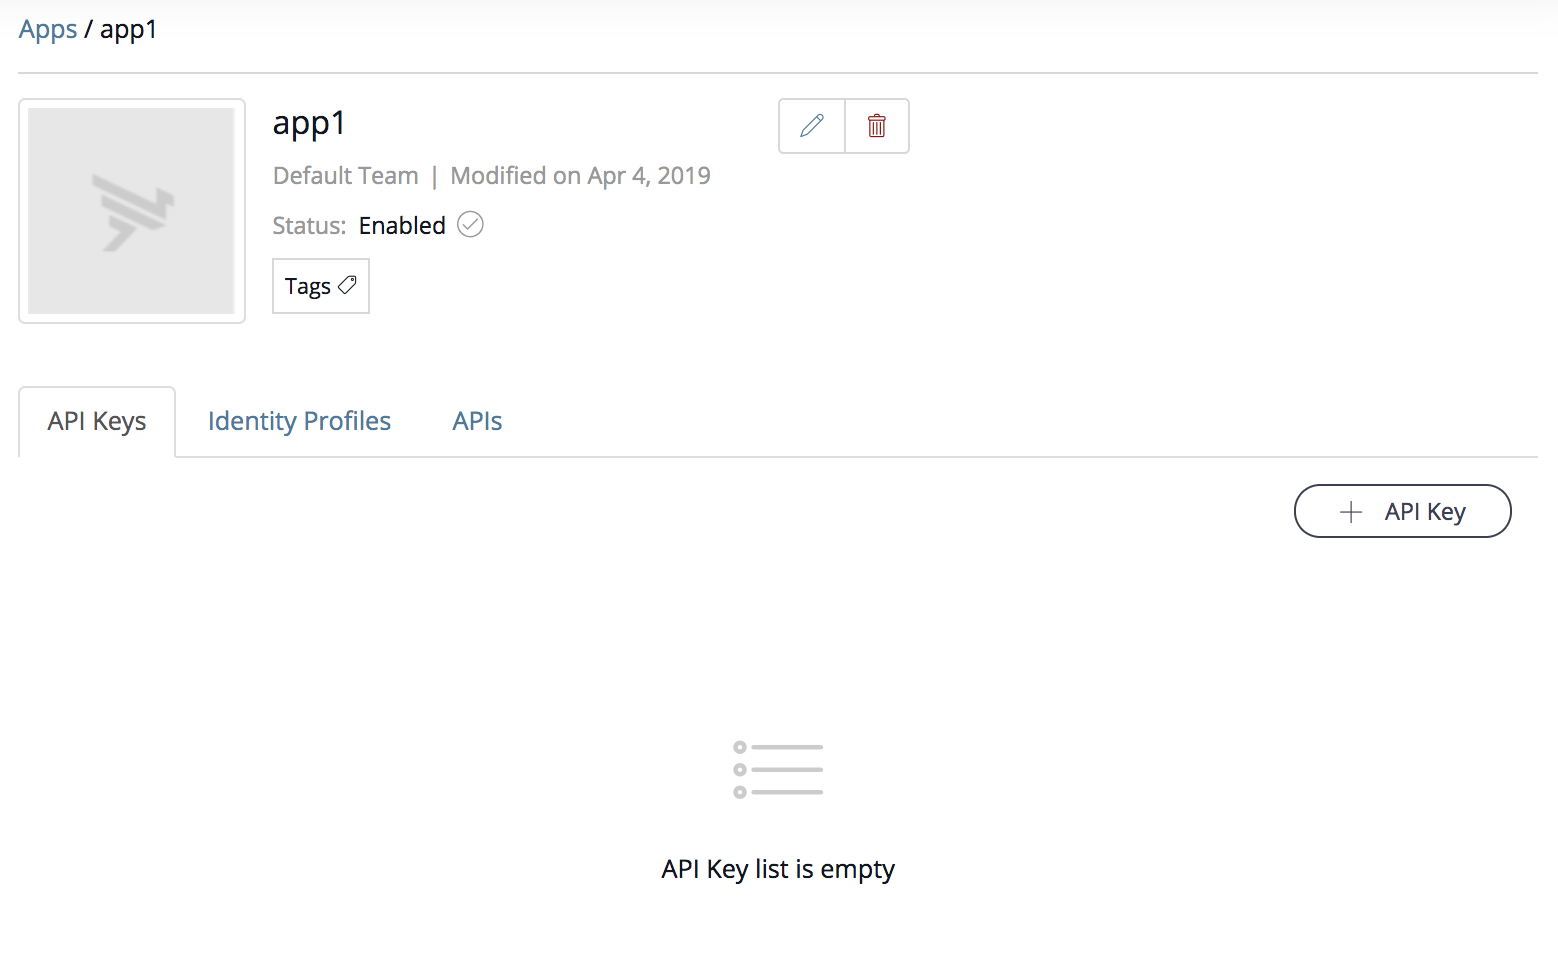 Apps / app1
app1
Default Team | Modified on Apr 4, 2019
Status: Enabled
Tags
API Keys Identity Profiles APIs
API Key
API Key list is empty